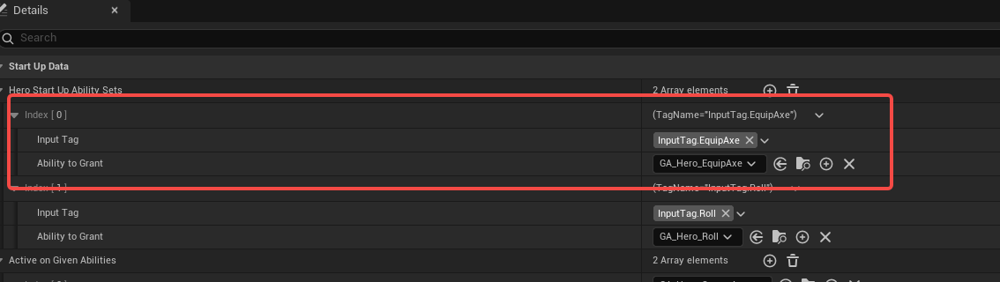 Details
Search
Start Up Data
Hero Start Up Ability Sets 2 Array elements
Index [ 0 ] (TagName="InputTag.EquipAxe")
Input Tag InputTag.EquipAxe
Ability to Grant GA_Hero_EquipAxe
Index [ 1 ] (TagName="InputTag.Roll")
Input Tag InputTag.Roll
Ability to Grant GA_Hero_Roll
Active on Given Abilities 2 Array elements